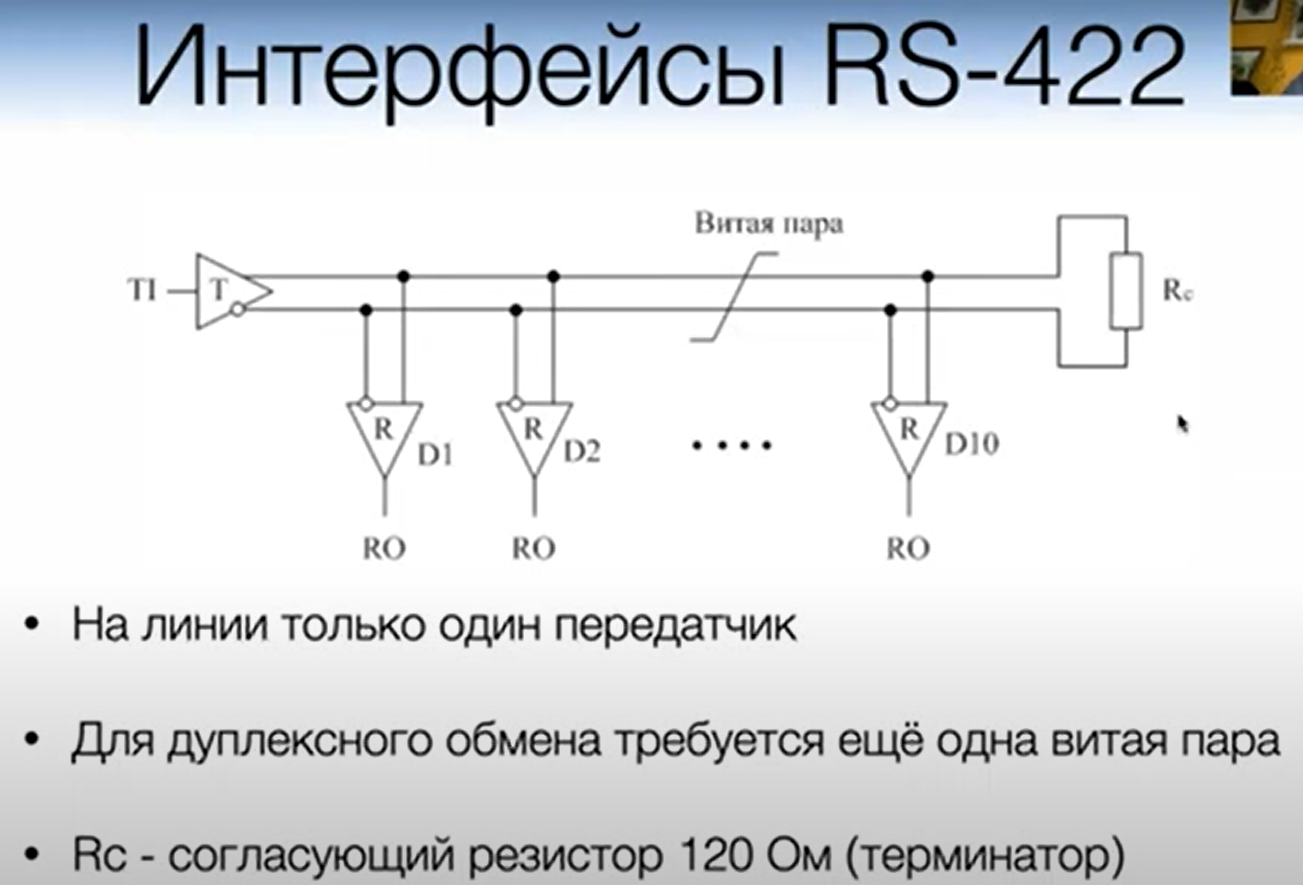 Интерфейсы RS-422
Витая пара
TI
T
Rc
R
D1
R
D2
R
D10
RO
RO
RO
• На линии только один передатчик
• Для дуплексного обмена требуется ещё одна витая пара
• Rc - согласующий резистор 120 Ом (терминатор)